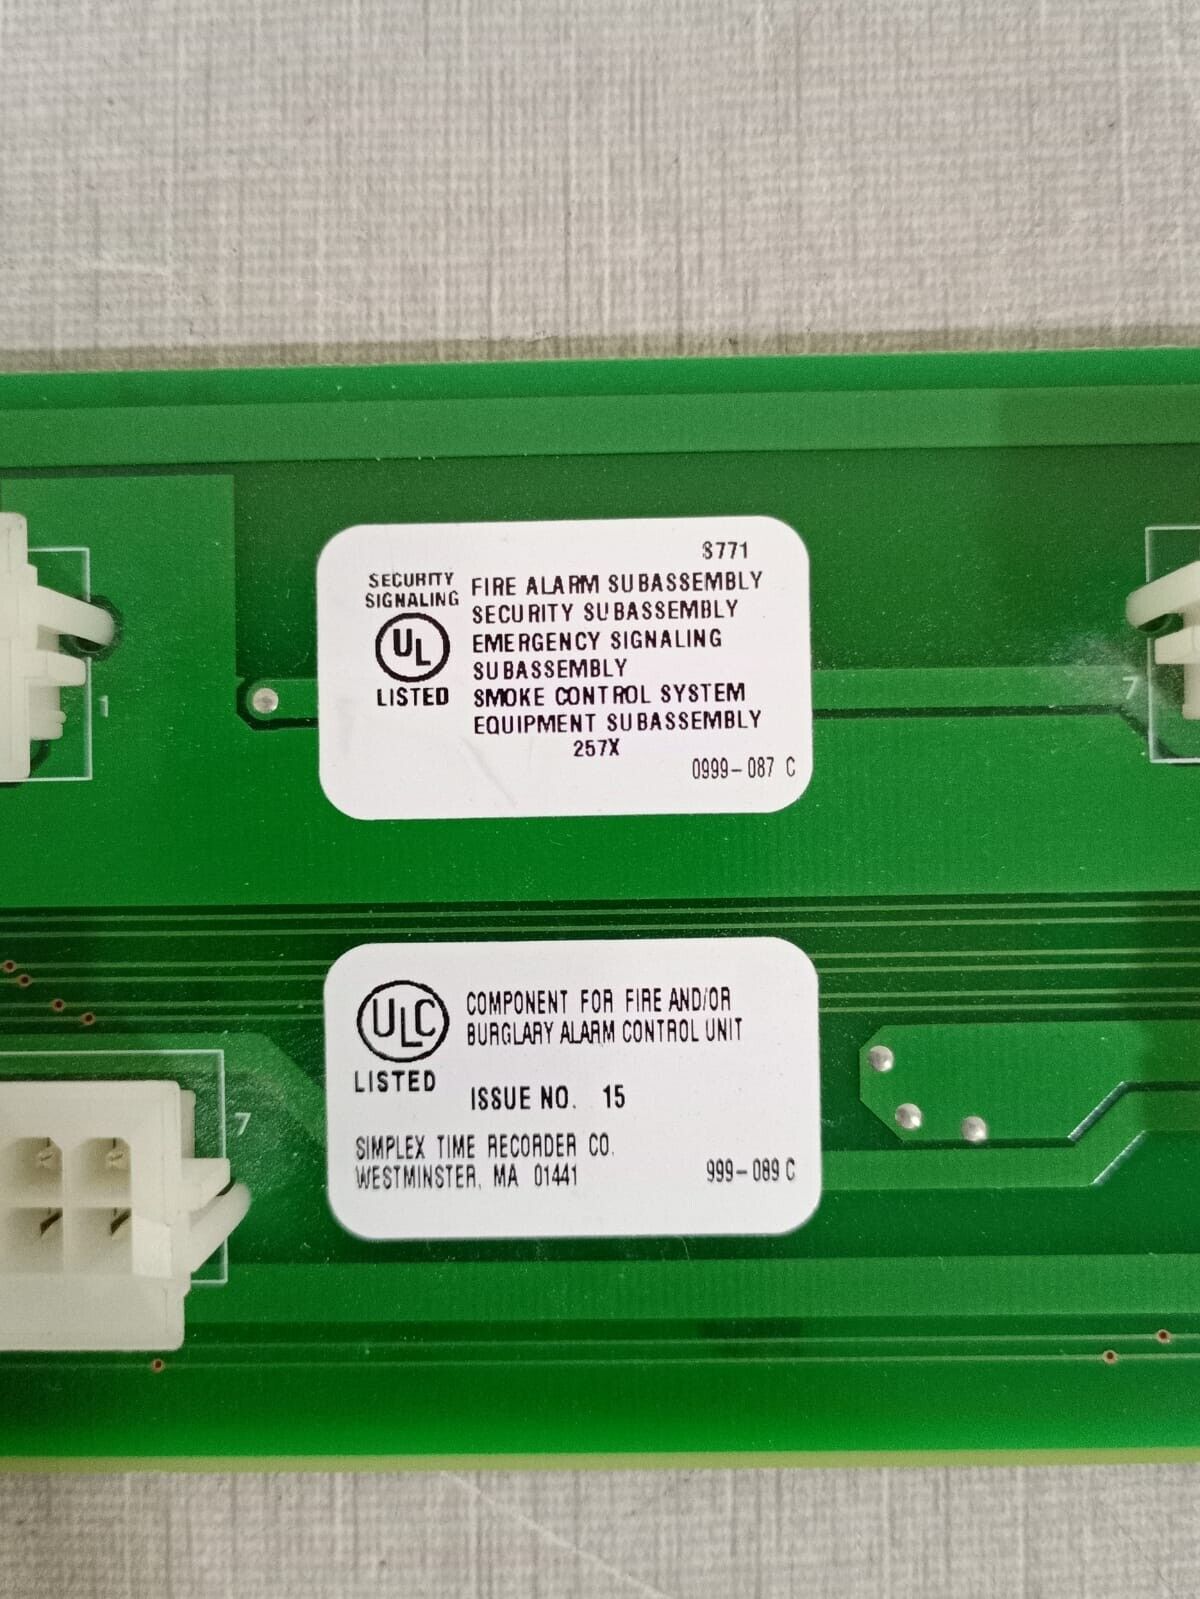 S771
SECURITY
SIGNALING
UL
LISTED
FIRE ALARM SUBASSEMBLY
SECURITY SUBASSEMBLY
EMERGENCY SIGNALING
SUBASSEMBLY
SMOKE CONTROL SYSTEM
EQUIPMENT SUBASSEMBLY
257X
0999-087 C
1
7
ULC
LISTED
COMPONENT FOR FIRE AND/OR
BURGLARY ALARM CONTROL UNIT
ISSUE NO. 15
SIMPLEX TIME RECORDER CO.
WESTMINSTER, MA 01441
999-089 C
7